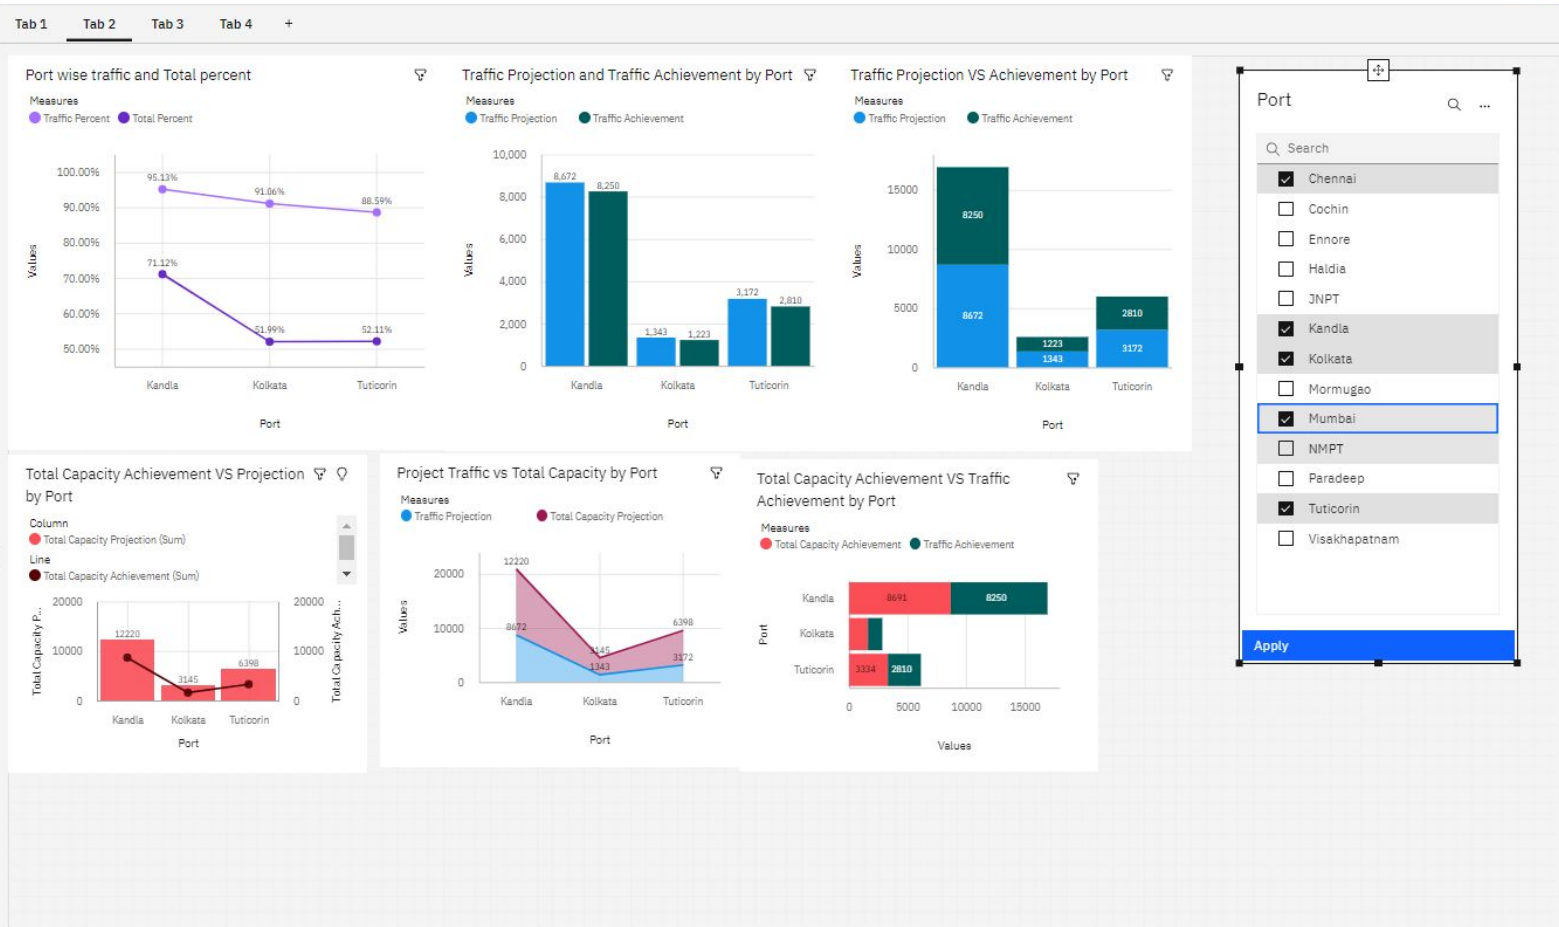 Tab 1 Tab 2 Tab 3 Tab 4 +
Port wise traffic and Total percent
Measures
Traffic Percent Total Percent
100.00%
90.00%
80.00%
70.00%
60.00%
50.00%
Values
95.13%
91.06%
88.59%
71.12%
51.99%
52.11%
Kandla Kolkata Tuticorin
Port
Traffic Projection and Traffic Achievement by Port
Measures
Traffic Projection Traffic Achievement
10,000
8,000
6,000
4,000
2,000
0
Values
8,672
8,250
1,343
1,223
3,172
2,810
Kandla Kolkata Tuticorin
Port
Traffic Projection VS Achievement by Port
Measures
Traffic Projection Traffic Achievement
15000
10000
5000
0
Values
8250
8672
1223
1343
2810
3172
Kandla Kolkata Tuticorin
Port
Total Capacity Achievement VS Projection
by Port
Column
Total Capacity Projection (Sum)
Line
Total Capacity Achievement (Sum)
20000
10000
0
Total Capacity P...
12220
3145
6398
20000
10000
0
Total Capacity Ach...
Kandla Kolkata Tuticorin
Port
Project Traffic vs Total Capacity by Port
Measures
Traffic Projection Total Capacity Projection
20000
10000
0
Values
12220
8672
3145
1343
6398
3172
Kandla Kolkata Tuticorin
Port
Total Capacity Achievement VS Traffic
Achievement by Port
Measures
Total Capacity Achievement Traffic Achievement
Port
Kandla 8691 8250
Kolkata
Tuticorin 3334 2810
0 5000 10000 15000
Values
Port
...
Search
Chennai
Cochin
Ennore
Haldia
JNPT
Kandla
Kolkata
Mormugao
Mumbai
NMPT
Paradeep
Tuticorin
Visakhapatnam
Apply